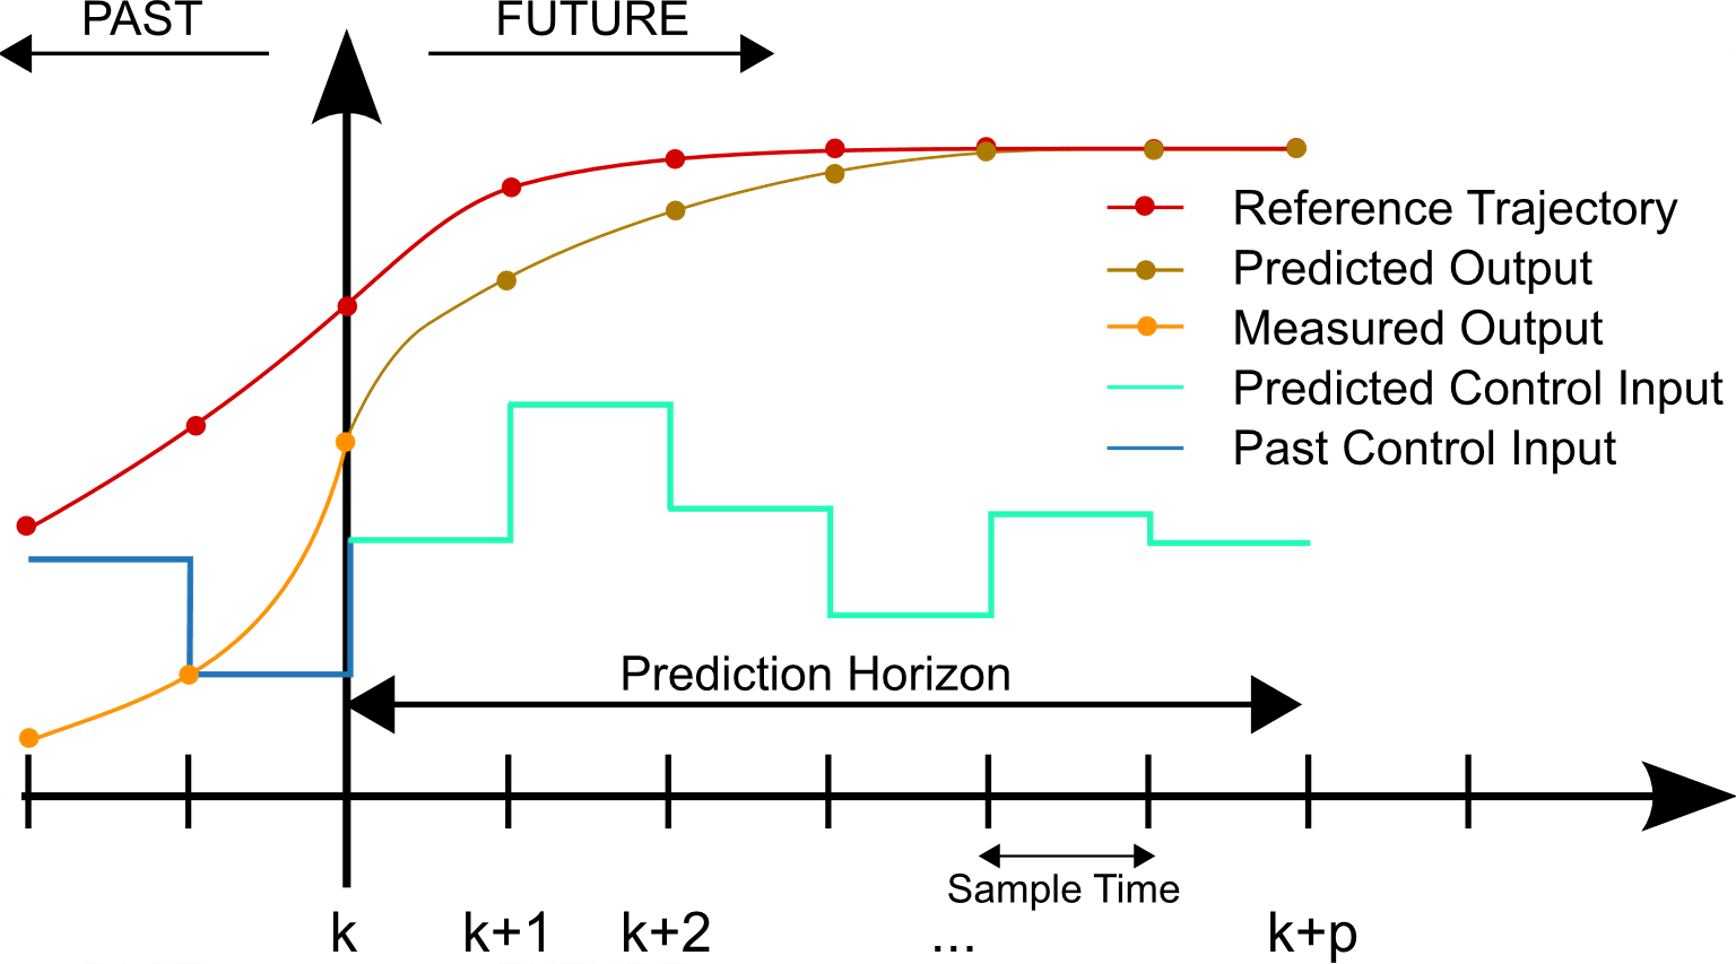 PAST
FUTURE
Reference Trajectory
Predicted Output
Measured Output
Predicted Control Input
Past Control Input
Prediction Horizon
Sample Time
k
k+1
k+2
...
k+p